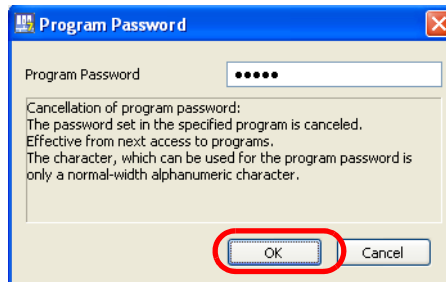 Program Password
Program Password
●●●●●
Cancellation of program password:
The password set in the specified program is canceled.
Effective from next access to programs.
The character, which can be used for the program password is
only a normal-width alphanumeric character.
OK Cancel